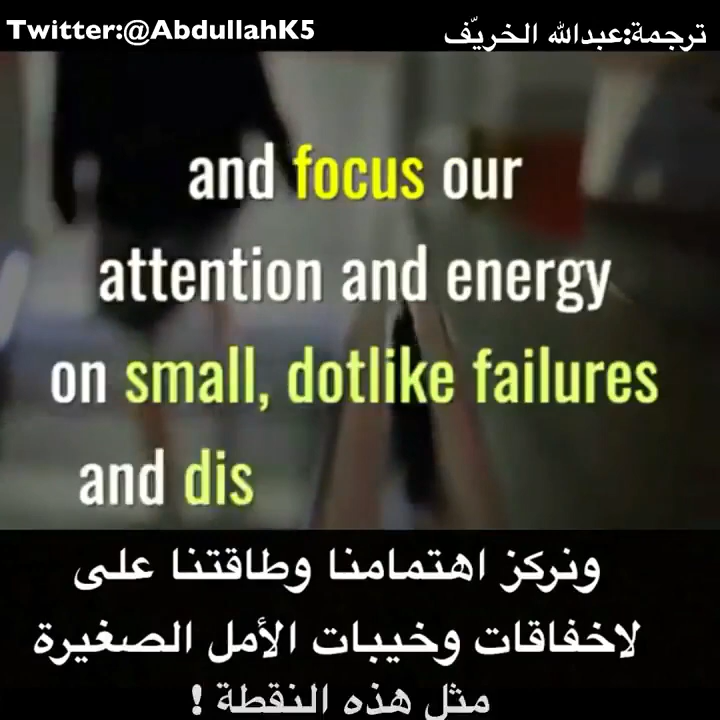 Twitter:@AbdullahK5
ترجمة:عبدالله الخريّف
and focus our
attention and energy
on small, dotlike failures
and dis
ونركز اهتمامنا وطاقتنا على
لاخفاقات وخيبات الأمل الصغيرة
مثل هذه النقطة !